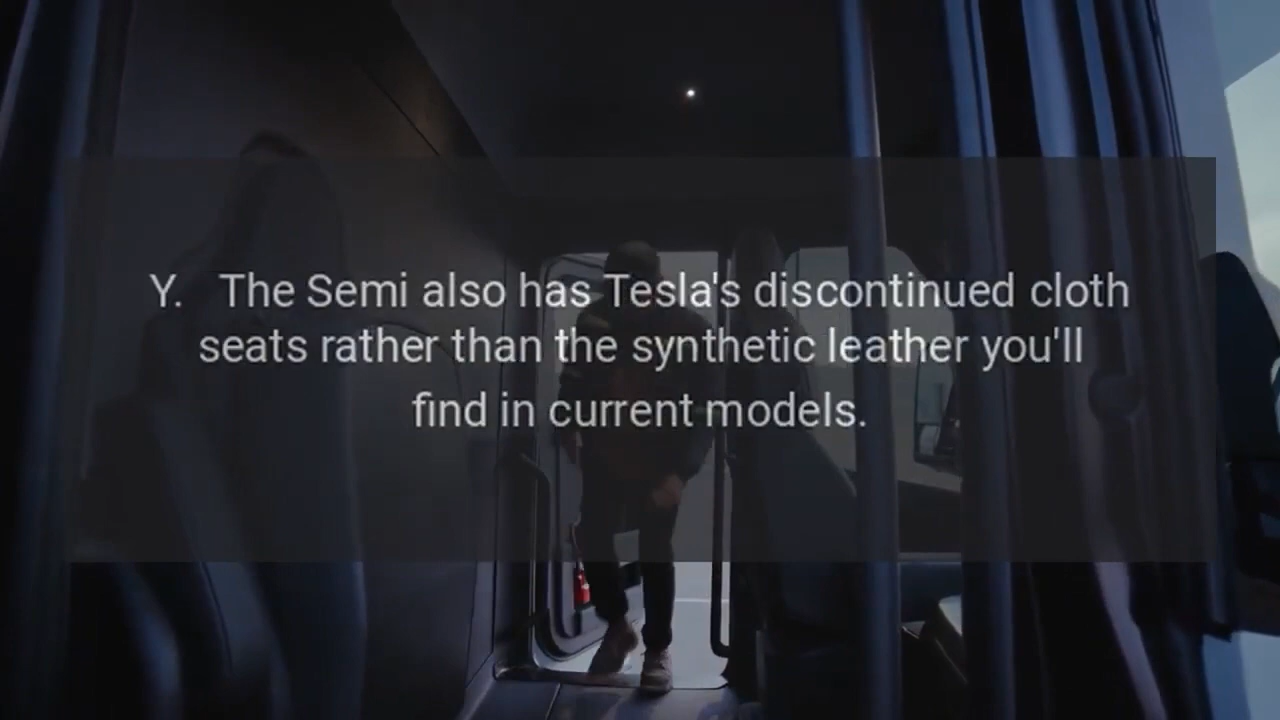 Y. The Semi also has Tesla's discontinued cloth
seats rather than the synthetic leather you'll
find in current models.